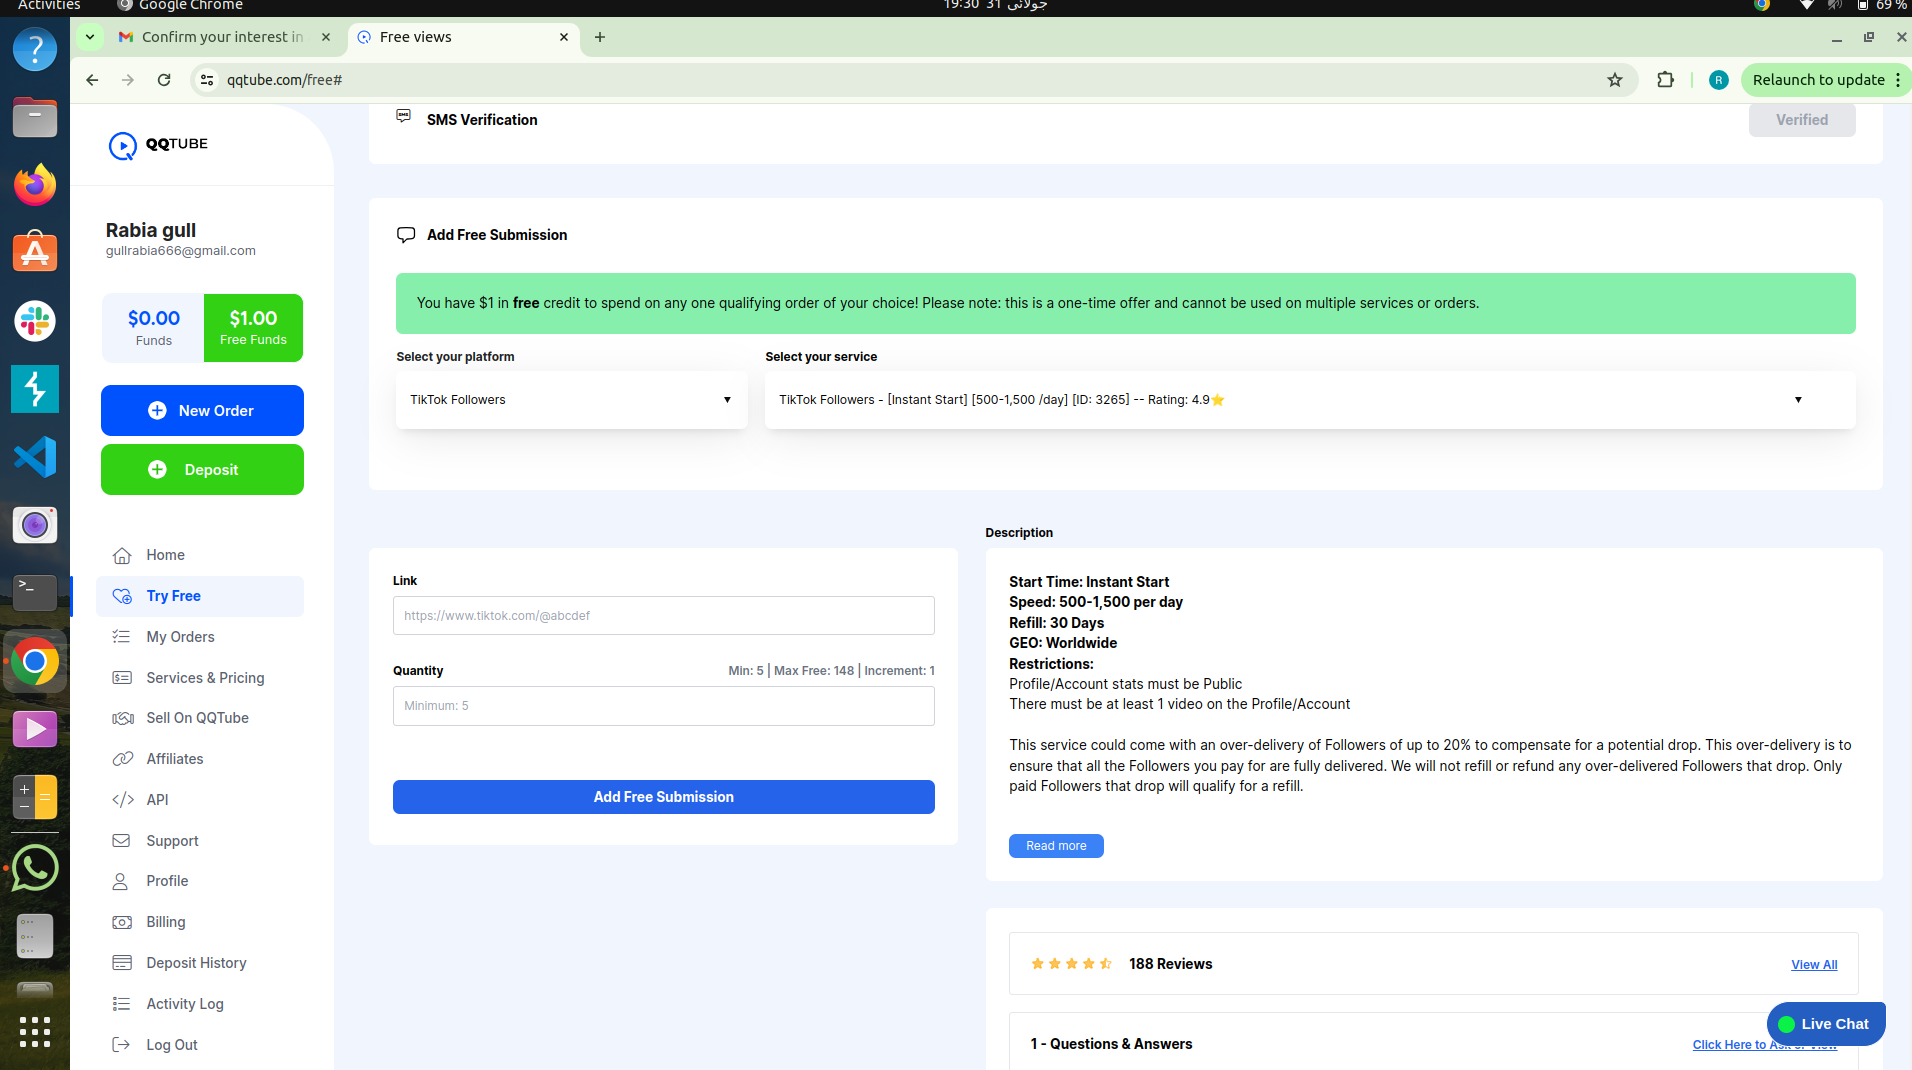 Activities
Google Chrome
19:30 31 جولائی
69 %
Confirm your interest in
Free views
qqtube.com/free#
R
Relaunch to update
QQTUBE
Rabia gull
gullrabia666@gmail.com
$0.00
Funds
$1.00
Free Funds
New Order
Deposit
Home
Try Free
My Orders
Services & Pricing
Sell On QQTube
Affiliates
API
Support
Profile
Billing
Deposit History
Activity Log
Log Out
SMS Verification
Verified
Add Free Submission
You have $1 in free credit to spend on any one qualifying order of your choice! Please note: this is a one-time offer and cannot be used on multiple services or orders.
Select your platform
Select your service
TikTok Followers
TikTok Followers - [Instant Start] [500-1,500 /day] [ID: 3265] -- Rating: 4.9⭐
Link
https://www.tiktok.com/@abcdef
Quantity
Min: 5 | Max Free: 148 | Increment: 1
Minimum: 5
Add Free Submission
Description
Start Time: Instant Start
Speed: 500-1,500 per day
Refill: 30 Days
GEO: Worldwide
Restrictions:
Profile/Account stats must be Public
There must be at least 1 video on the Profile/Account
This service could come with an over-delivery of Followers of up to 20% to compensate for a potential drop. This over-delivery is to
ensure that all the Followers you pay for are fully delivered. We will not refill or refund any over-delivered Followers that drop. Only
paid Followers that drop will qualify for a refill.
Read more
188 Reviews
View All
1 - Questions & Answers
Click Here to
Live Chat